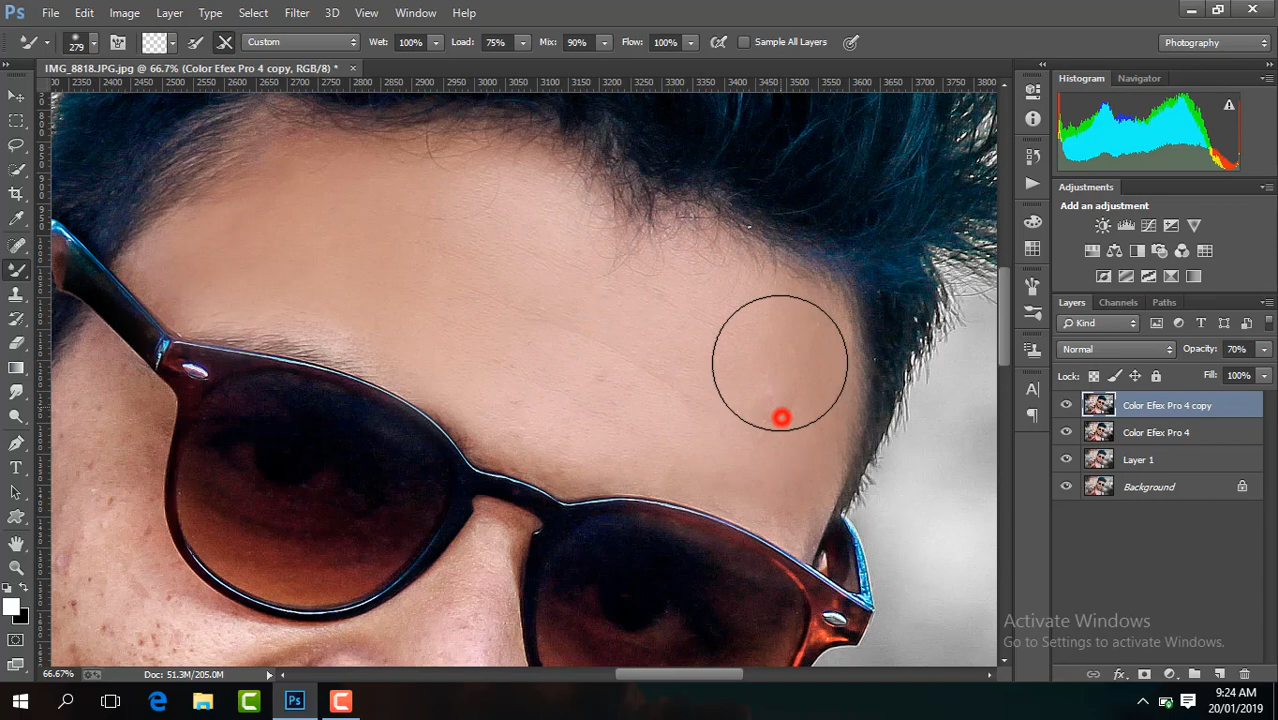 Ps File Edit Image Layer Type Select Filter 3D View Window Help
279 Custom Wet: 100% Load: 75% Mix: 90% Flow: 100% Sample All Layers Photography
IMG_8818.JPG.jpg @ 66.7% (Color Efex Pro 4 copy, RGB/8) * ×
2350 2400 2450 2500 2550 2600 2650 2700 2750 2800 2850 2900 2950 3000 3050 3100 3150 3200 3250 3300 3350 3400 3450 3500 3550 3600 3650 3700 3750 3800
Histogram Navigator
Adjustments
Add an adjustment
Layers Channels Paths
Kind
Normal Opacity: 70%
Lock: Fill: 100%
Color Efex Pro 4 copy
Color Efex Pro 4
Layer 1
Background
Activate Windows
Go to Settings to activate Windows.
66.67% Doc: 51.3M/205.0M
9:24 AM
20/01/2019